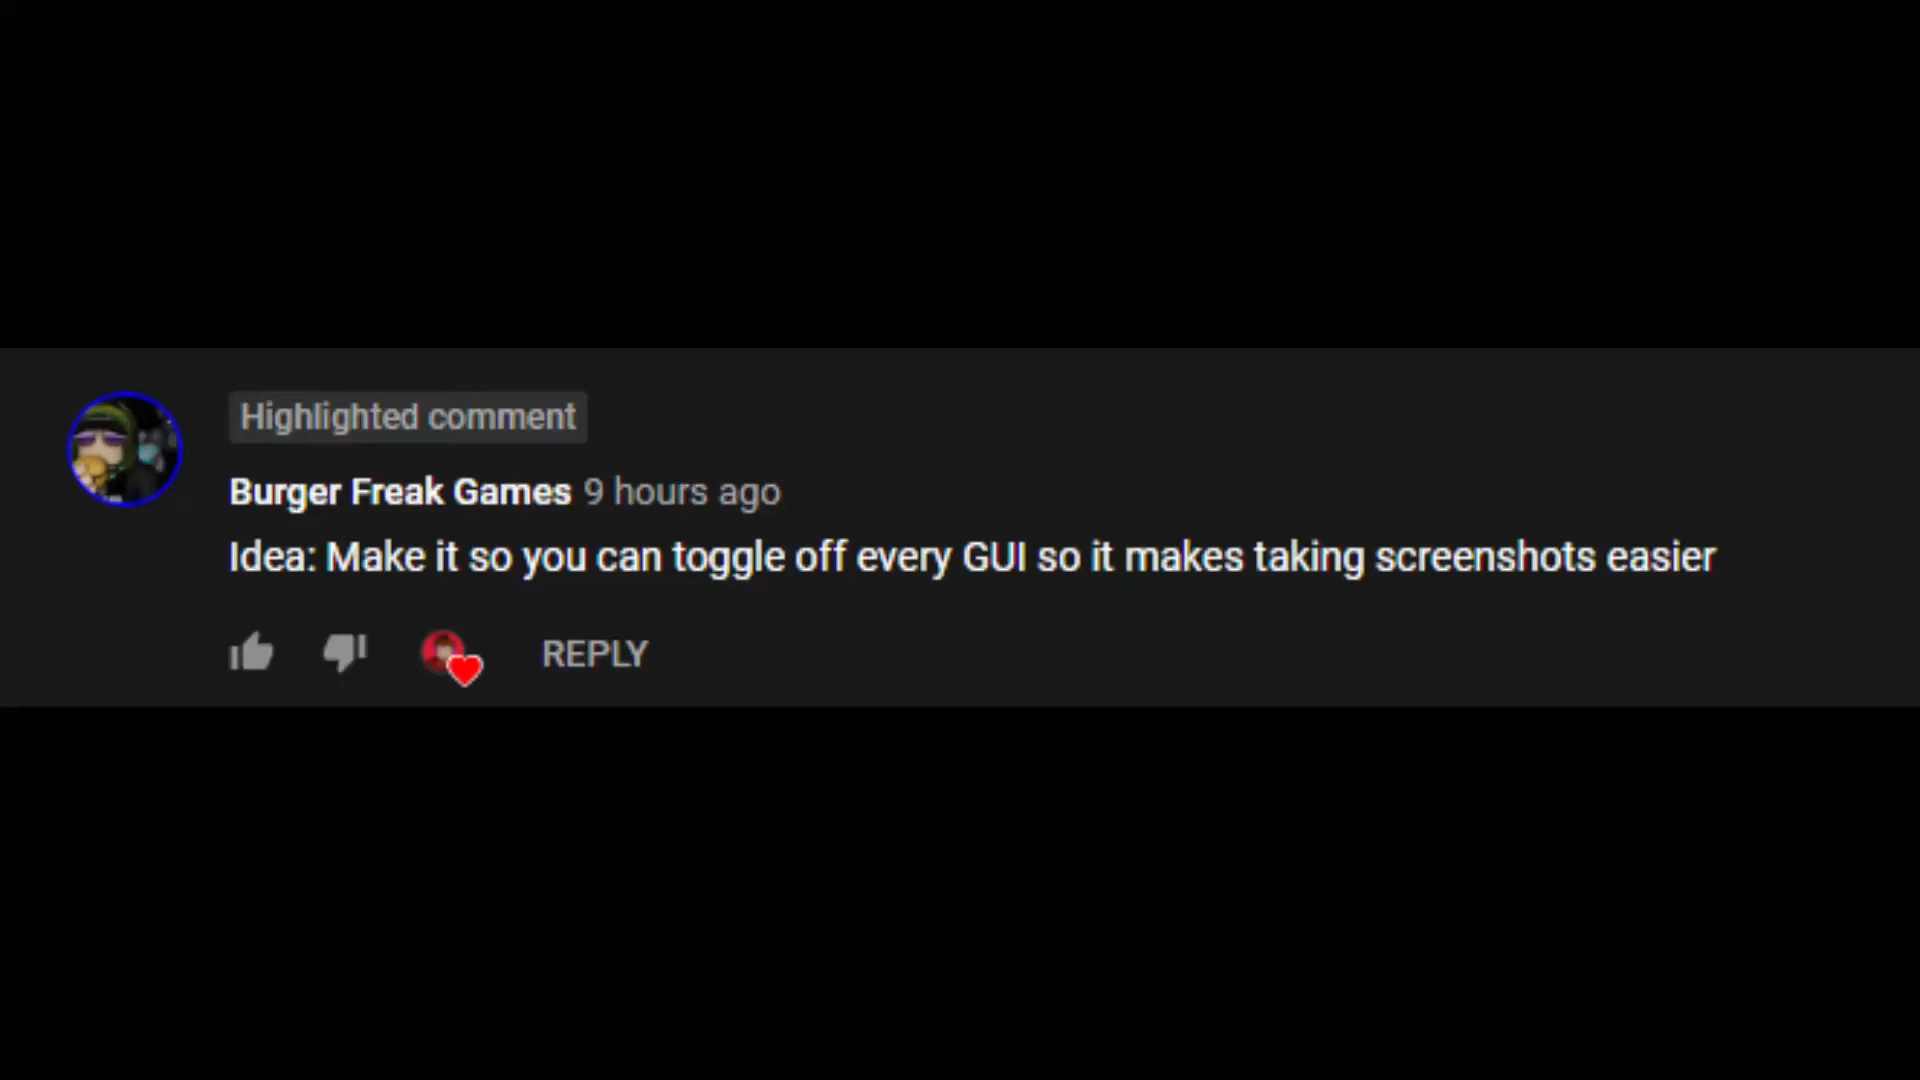 Highlighted comment
Burger Freak Games 9 hours ago
Idea: Make it so you can toggle off every GUI so it makes taking screenshots easier
REPLY